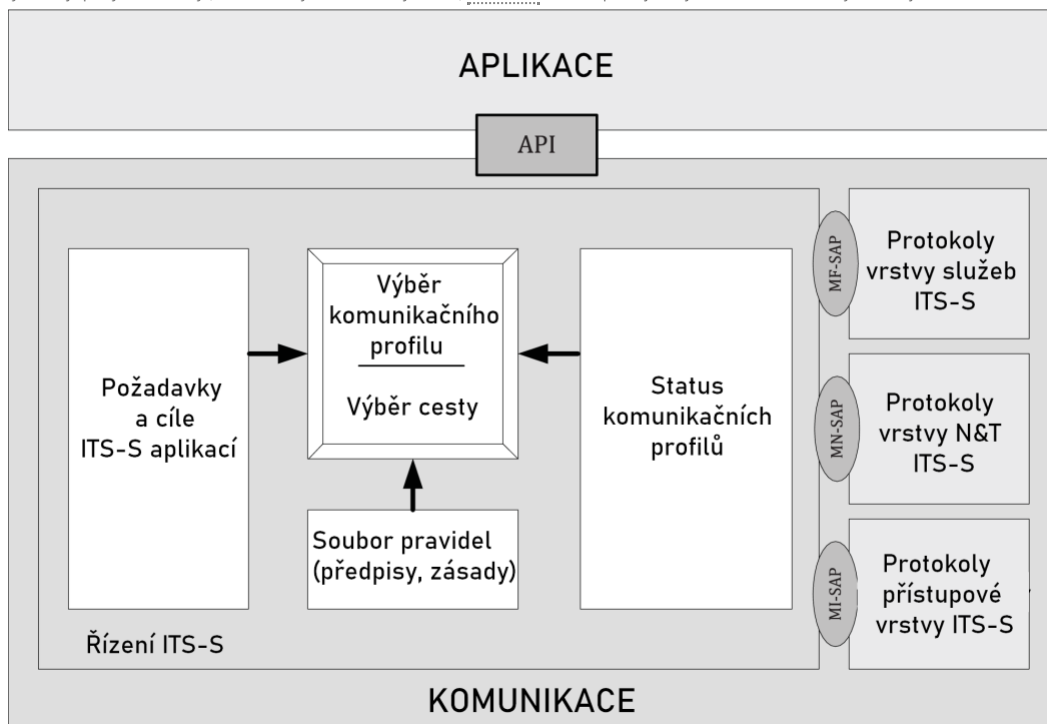 APLIKACE
API
Požadavky
a cíle
ITS-S aplikací
Výběr
komunikačního
profilu
Výběr cesty
Soubor pravidel
(předpisy, zásady)
Status
komunikačních
profilů
MF-SAP
Protokoly
vrstvy služeb
ITS-S
MN-SAP
Protokoly
vrstvy N&T
ITS-S
MI-SAP
Protokoly
přístupové
vrstvy ITS-S
Řízení ITS-S
KOMUNIKACE